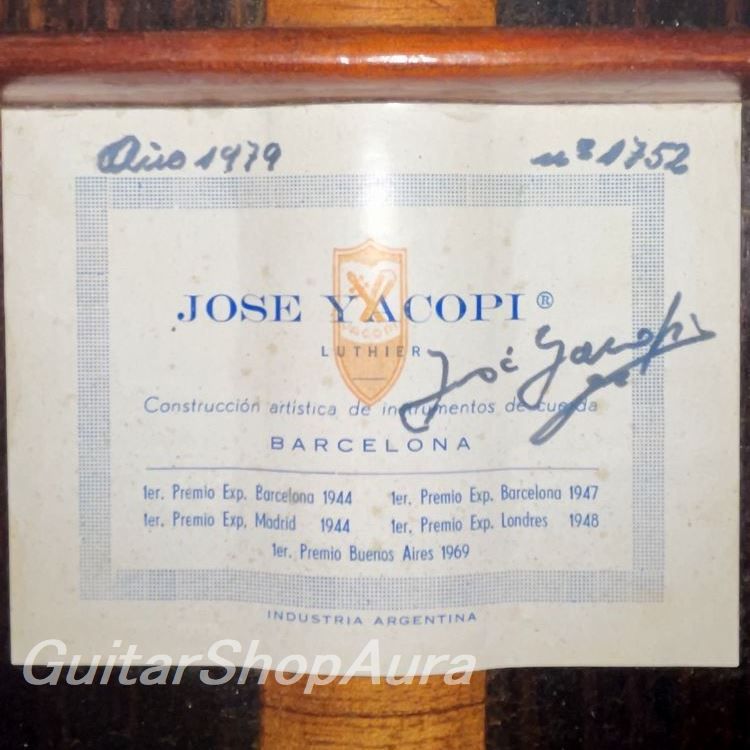 Año 1979 nº 1752
JOSE YACOPI ®
YACOPI
LUTHIER
José Yacopi
Construcción artística de instrumentos de cuerda
BARCELONA
1er. Premio Exp. Barcelona 1944 1er. Premio Exp. Barcelona 1947
1er. Premio Exp, Madrid 1944 1er. Premio Exp. Londres 1948
1er. Premio Buenos Aires 1969
INDUSTRIA ARGENTINA
GuitarShopAura